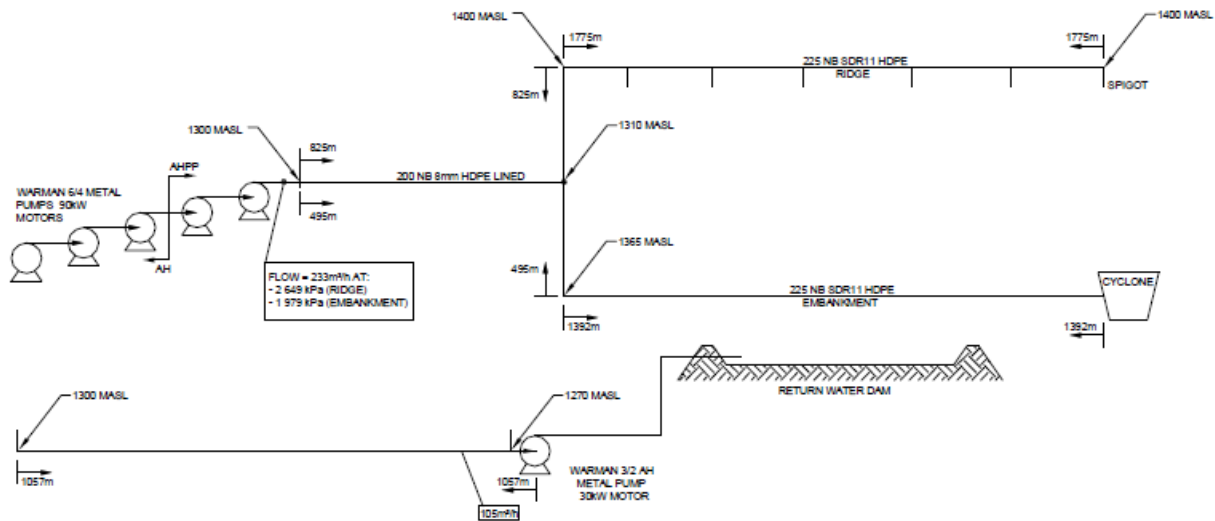 1400 MASL
1775m
1775m
1400 MASL
225 NB SDR11 HDPE
RIDGE
SPIGOT
825m
1300 MASL
825m
1310 MASL
AHPP
200 NB 8mm HDPE LINED
WARMAN 6/4 METAL
PUMPS 90kW
MOTORS
495m
1365 MASL
AH
FLOW = 233m³/h AT:
- 2 649 kPa (RIDGE)
- 1 979 kPa (EMBANKMENT)
495m
225 NB SDR11 HDPE
EMBANKMENT
CYCLONE
1392m
1392m
RETURN WATER DAM
1300 MASL
1270 MASL
1057m
1057m
WARMAN 3/2 AH
METAL PUMP
30kW MOTOR
105m³/h